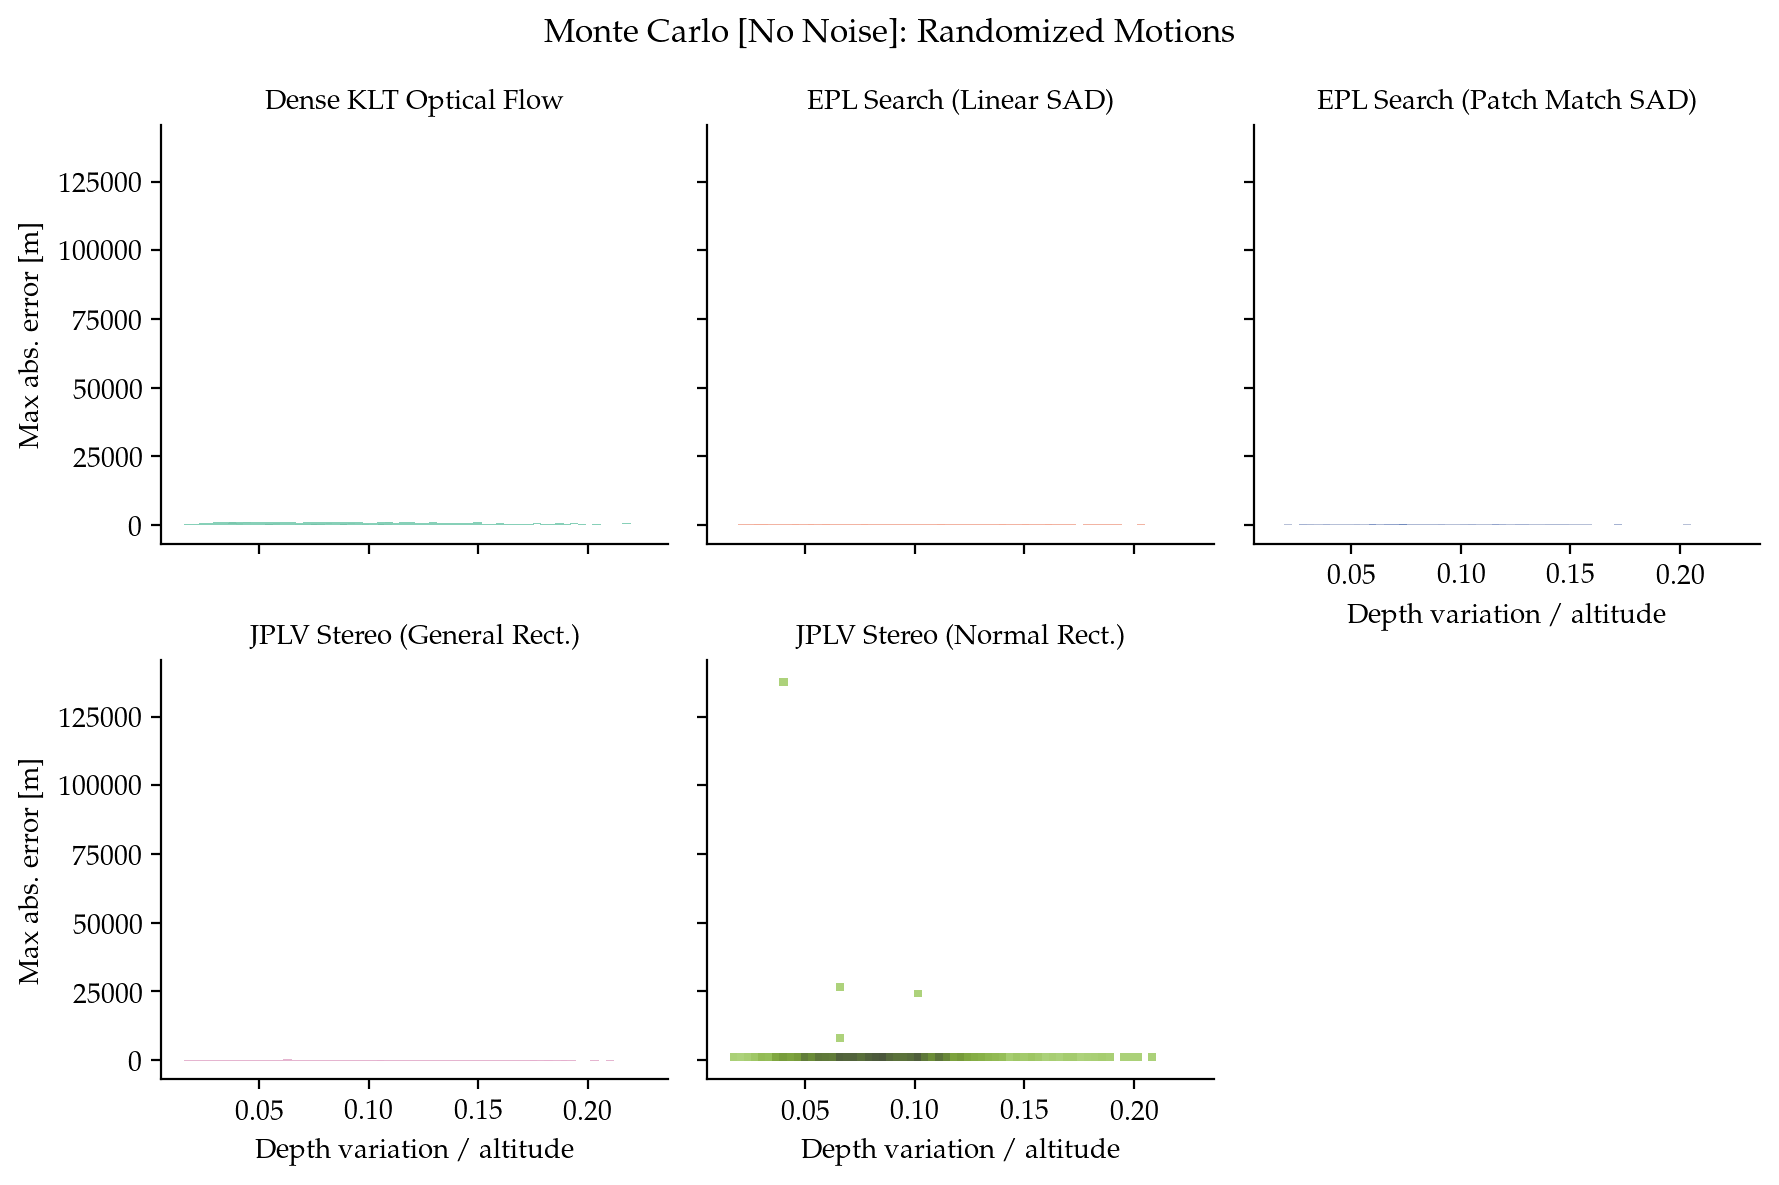 Monte Carlo [No Noise]: Randomized Motions
Dense KLT Optical Flow
EPL Search (Linear SAD)
EPL Search (Patch Match SAD)
125000
100000
75000
50000
25000
0
Max abs. error [m]
0.05 0.10 0.15 0.20
Depth variation / altitude
JPLV Stereo (General Rect.)
JPLV Stereo (Normal Rect.)
125000
100000
75000
50000
25000
0
Max abs. error [m]
0.05 0.10 0.15 0.20
Depth variation / altitude
0.05 0.10 0.15 0.20
Depth variation / altitude